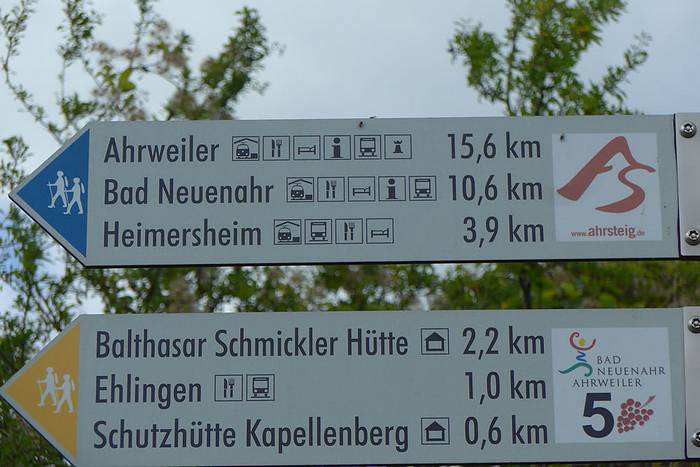 Ahrweiler 15,6 km
Bad Neuenahr 10,6 km
Heimersheim 3,9 km
www.ahrsteig.de
Balthasar Schmickler Hütte 2,2 km
Ehlingen 1,0 km
Schutzhütte Kapellenberg 0,6 km
BAD
NEUENAHR
AHRWEILER
5